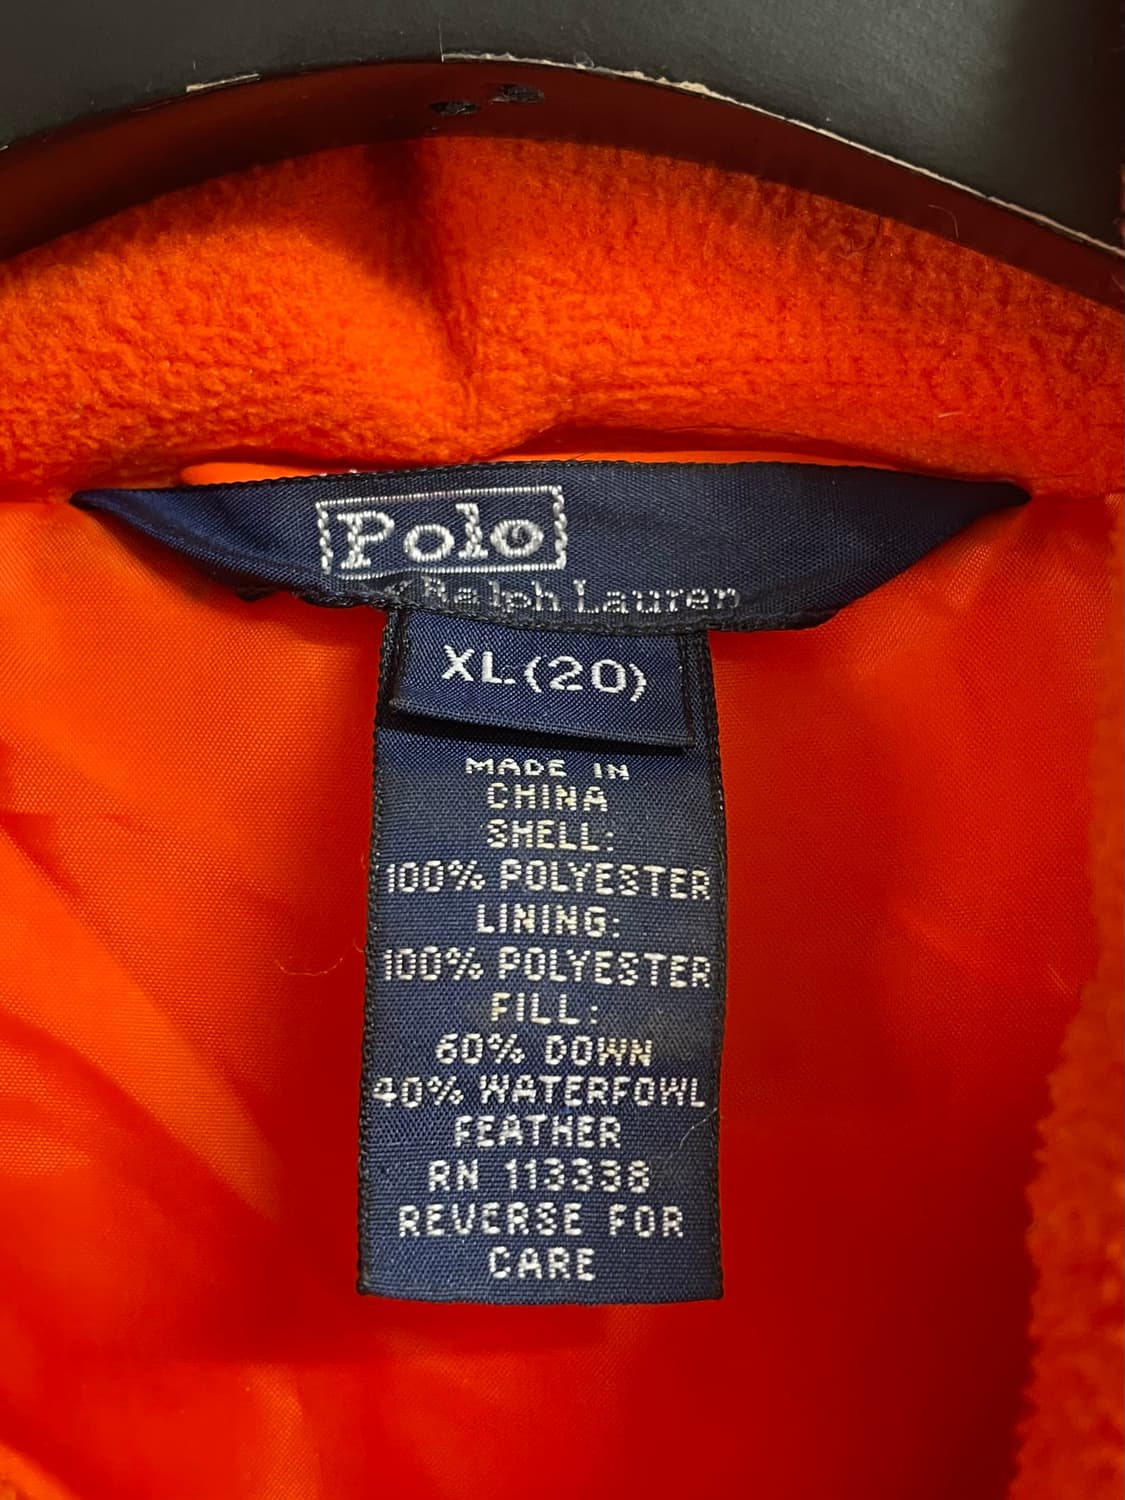 Polo
Ralph Lauren
XL (20)
MADE IN
CHINA
SHELL:
100% POLYESTER
LINING:
100% POLYESTER
FILL:
60% DOWN
40% WATERFOWL
FEATHER
RN 113338
REVERSE FOR
CARE